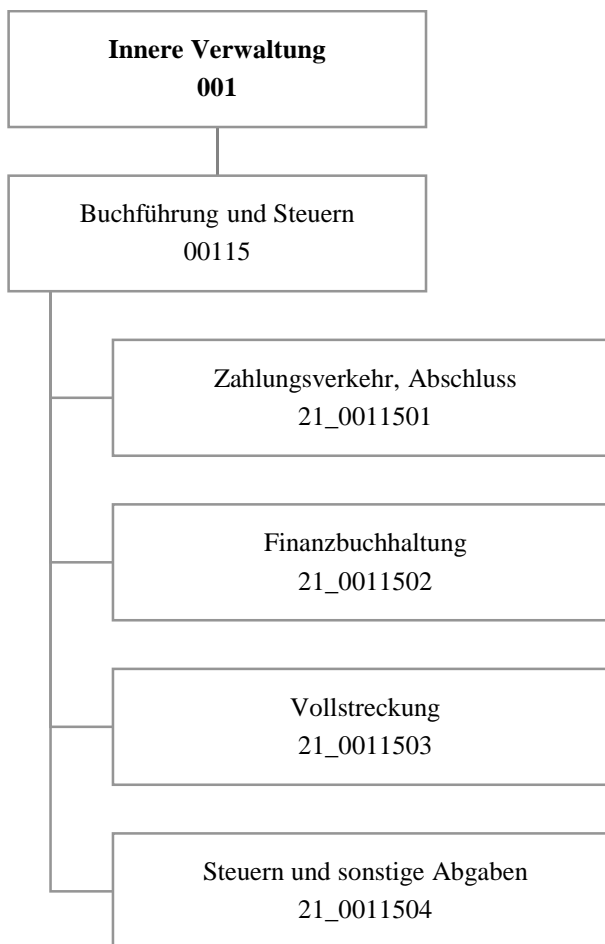 Innere Verwaltung
001
Buchführung und Steuern
00115
Zahlungsverkehr, Abschluss
21_0011501
Finanzbuchhaltung
21_0011502
Vollstreckung
21_0011503
Steuern und sonstige Abgaben
21_0011504